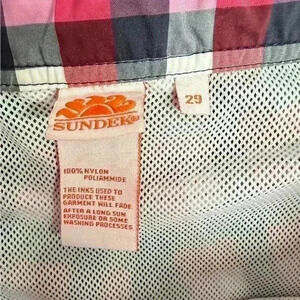 SUNDEK®
29
100% NYLON
POLIAMMIDE
THE INKS USED TO
PRODUCE THESE
GARMENT WILL FADE
AFTER A LONG SUN
EXPOSURE OR SOME
WASHING PROCESSES